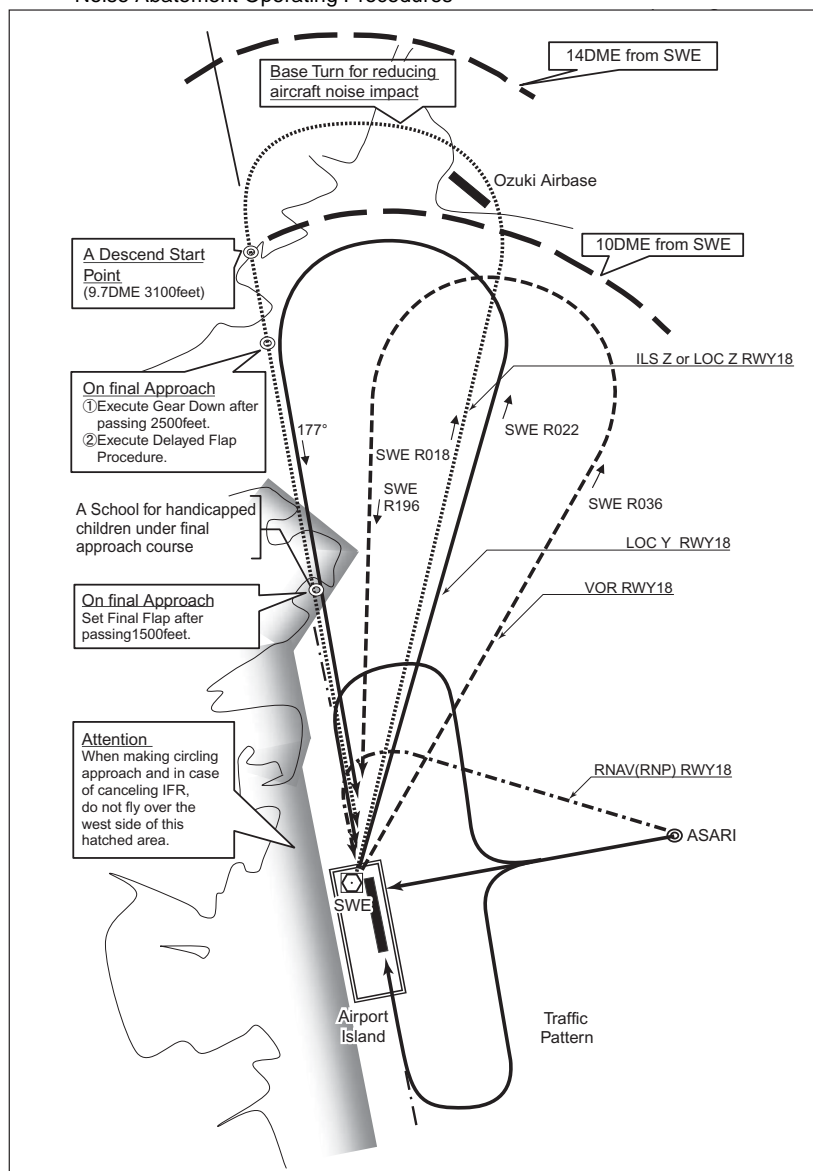 Noise Abatement Operating Procedures
14DME from SWE
Base Turn for reducing
aircraft noise impact
Ozuki Airbase
10DME from SWE
A Descend Start
Point
(9.7DME 3100feet)
ILS Z or LOC Z RWY18
On final Approach
①Execute Gear Down after
passing 2500feet.
②Execute Delayed Flap
Procedure.
177°
SWE R018
SWE R022
SWE
R196
SWE R036
A School for handicapped
children under final
approach course
LOC Y RWY18
VOR RWY18
On final Approach
Set Final Flap after
passing1500feet.
Attention
When making circling
approach and in case
of canceling IFR,
do not fly over the
west side of this
hatched area.
RNAV(RNP) RWY18
ASARI
SWE
Airport
Island
Traffic
Pattern